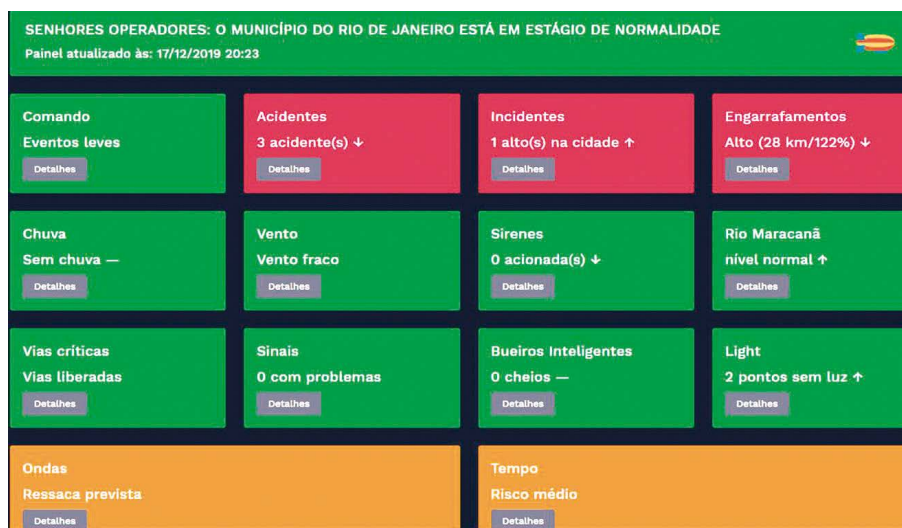 SENHORES OPERADORES: O MUNICÍPIO DO RIO DE JANEIRO ESTÁ EM ESTÁGIO DE NORMALIDADE
Painel atualizado às: 17/12/2019 20:23
Comando
Eventos leves
Detalhes
Acidentes
3 acidente(s) ↓
Detalhes
Incidentes
1 alto(s) na cidade ↑
Detalhes
Engarrafamentos
Alto (28 km/122%) ↓
Detalhes
Chuva
Sem chuva —
Detalhes
Vento
Vento fraco
Detalhes
Sirenes
0 acionada(s) ↓
Detalhes
Rio Maracanã
nível normal ↑
Detalhes
Vias críticas
Vias liberadas
Detalhes
Sinais
0 com problemas
Detalhes
Bueiros Inteligentes
0 cheios —
Detalhes
Light
2 pontos sem luz ↑
Detalhes
Ondas
Ressaca prevista
Detalhes
Tempo
Risco médio
Detalhes